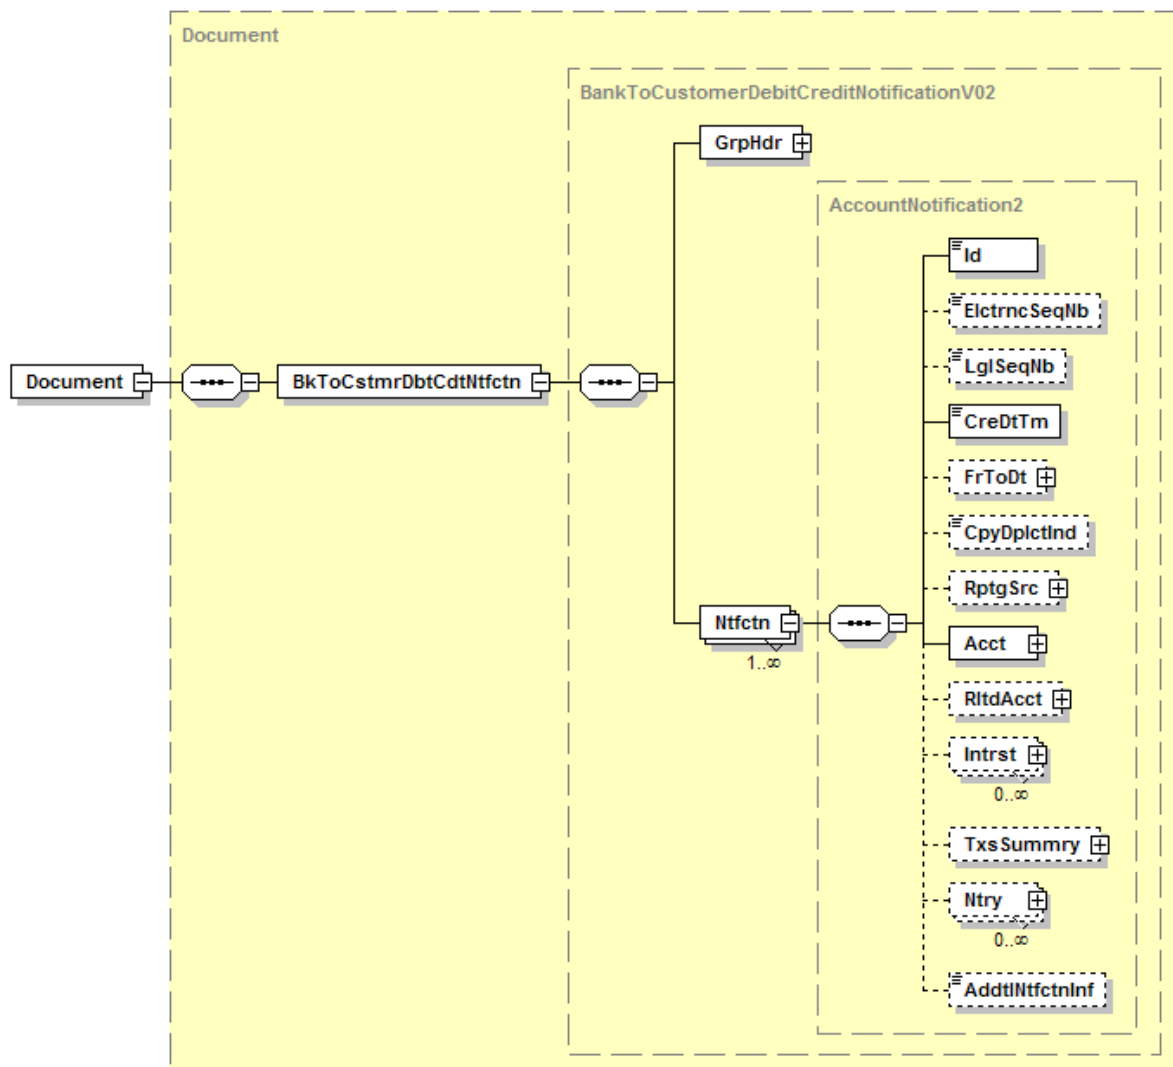 Document
BankToCustomerDebitCreditNotificationV02
GrpHdr
AccountNotification2
Id
ElctrncSeqNb
LglSeqNb
Document
BkToCstmrDbtCdtNtfctn
CreDtTm
FrToDt
CpyDplctInd
RptgSrc
Ntfctn
1..∞
Acct
RltdAcct
Intrst
0..∞
TxsSummry
Ntry
0..∞
AddtlNtfctnInf